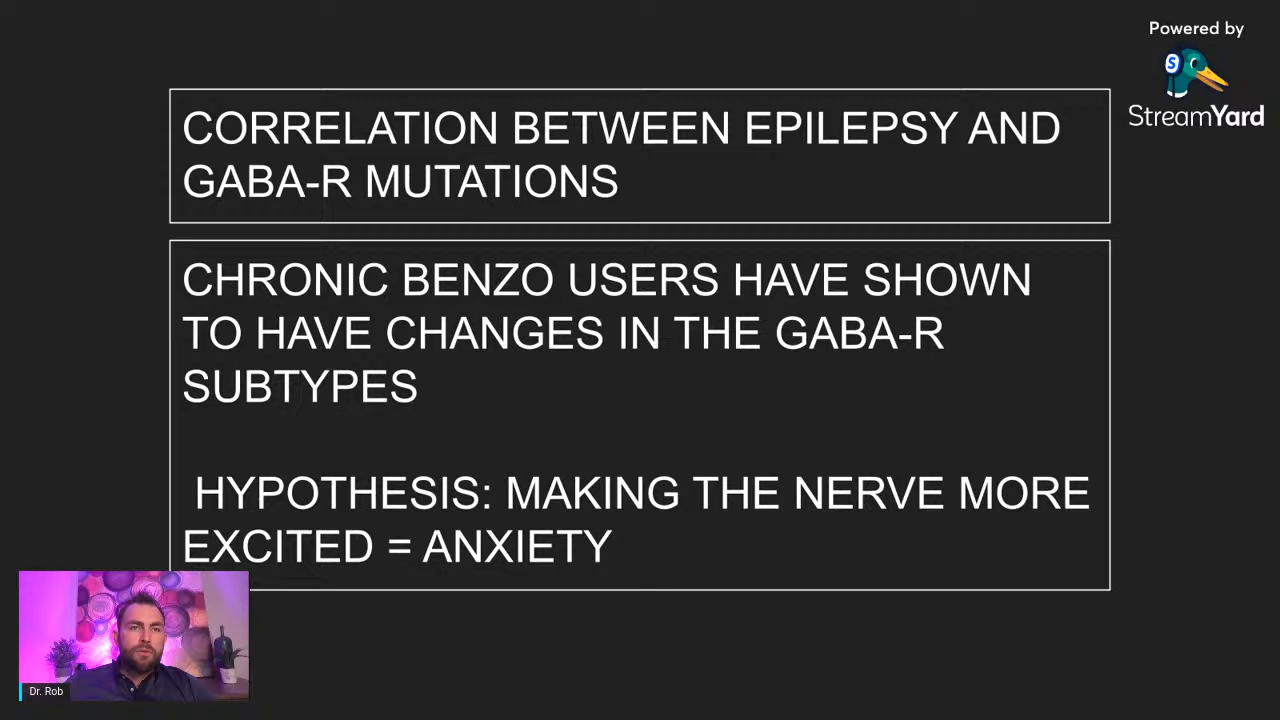 Powered by
S
StreamYard
CORRELATION BETWEEN EPILEPSY AND
GABA-R MUTATIONS
CHRONIC BENZO USERS HAVE SHOWN
TO HAVE CHANGES IN THE GABA-R
SUBTYPES
HYPOTHESIS: MAKING THE NERVE MORE
EXCITED = ANXIETY
Dr. Rob